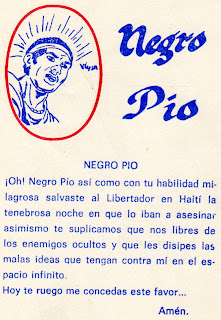 Negro
Pio
NEGRO PIO
¡Oh! Negro Pío así como con tu habilidad mi-
lagrosa salvaste al Libertador en Haití la
tenebrosa noche en que lo iban a asesinar
asimismo te suplicamos que nos libres de
los enemigos ocultos y que les disipes las
malas ideas que tengan contra mí en el es-
pacio infinito.
Hoy te ruego me concedas este favor...
Amén.